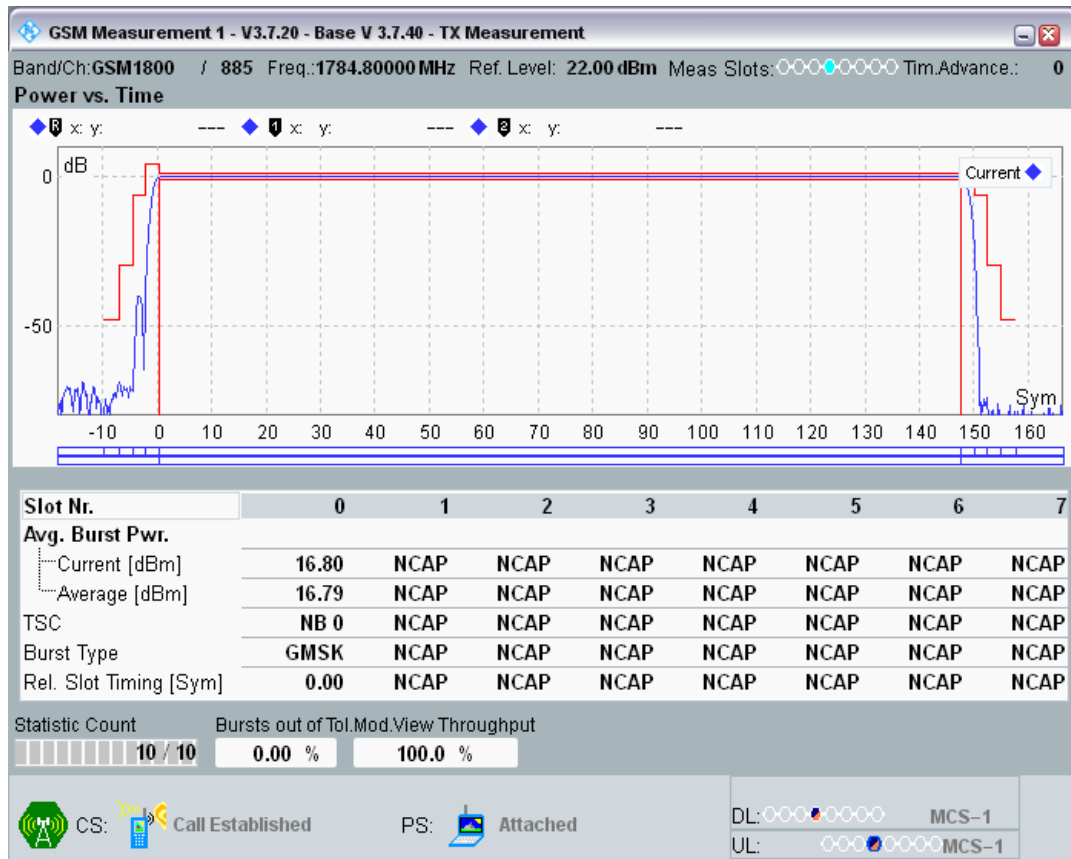 GSM Measurement 1 - V3.7.20 - Base V 3.7.40 - TX Measurement
Band/Ch:GSM1800 / 885 Freq.:1784.80000 MHz Ref. Level: 22.00 dBm Meas Slots: Tim.Advance.: 0
Power vs. Time
R x: y: --- 1 x: y: --- 2 x: y: ---
dB
Current
0
-50
Sym
-10 0 10 20 30 40 50 60 70 80 90 100 110 120 130 140 150 160
Slot Nr. 0 1 2 3 4 5 6 7
Avg. Burst Pwr.
Current [dBm] 16.80 NCAP NCAP NCAP NCAP NCAP NCAP NCAP
Average [dBm] 16.79 NCAP NCAP NCAP NCAP NCAP NCAP NCAP
TSC NB 0 NCAP NCAP NCAP NCAP NCAP NCAP NCAP
Burst Type GMSK NCAP NCAP NCAP NCAP NCAP NCAP NCAP
Rel. Slot Timing [Sym] 0.00 NCAP NCAP NCAP NCAP NCAP NCAP NCAP
Statistic Count Bursts out of Tol. Mod.View Throughput
10 / 10 0.00 % 100.0 %
CS: Call Established PS: Attached DL: MCS-1
UL: MCS-1